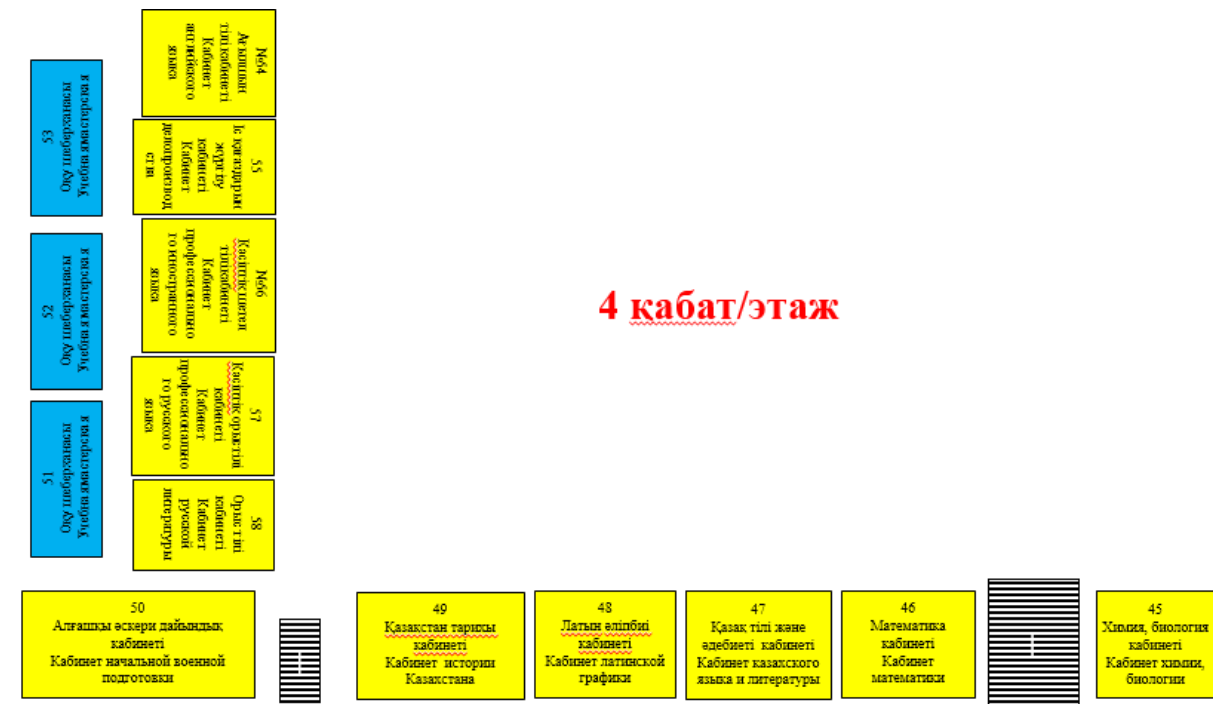 №54
Ағылшын
тілі кабинеті
Кабинет
английского
языка
53
Оқу шеберханасы
Учебная мастерская
55
Іс қағаздарын
жүргізу
кабинеті
Кабинет
делопроизвод
ства
№56
Кәсіптік шетел
тілі кабинеті
Кабинет
профессионально
го иностранного
языка
52
Оқу шеберханасы
Учебная мастерская
4 қабат/этаж
57
Кәсіптік орыс тілі
кабинеті
Кабинет
профессионально
го русского
языка
51
Оқу шеберханасы
Учебная мастерская
58
Орыс тілі
кабинеті
Кабинет
русской
литературы
50
Алғашқы әскери дайындық
кабинеті
Кабинет начальной военной
подготовки
49
Қазақстан тарихы
кабинеті
Кабинет истории
Казахстана
48
Латын әліпбиі
кабинеті
Кабинет латинской
графики
47
Қазақ тілі және
әдебиеті кабинеті
Кабинет казахского
языка и литературы
46
Математика
кабинеті
Кабинет
математики
45
Химия, биология
кабинеті
Кабинет химии,
биологии